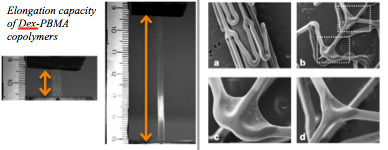 Elongation capacity
of Dex-PBMA
copolymers
a
b
c
d